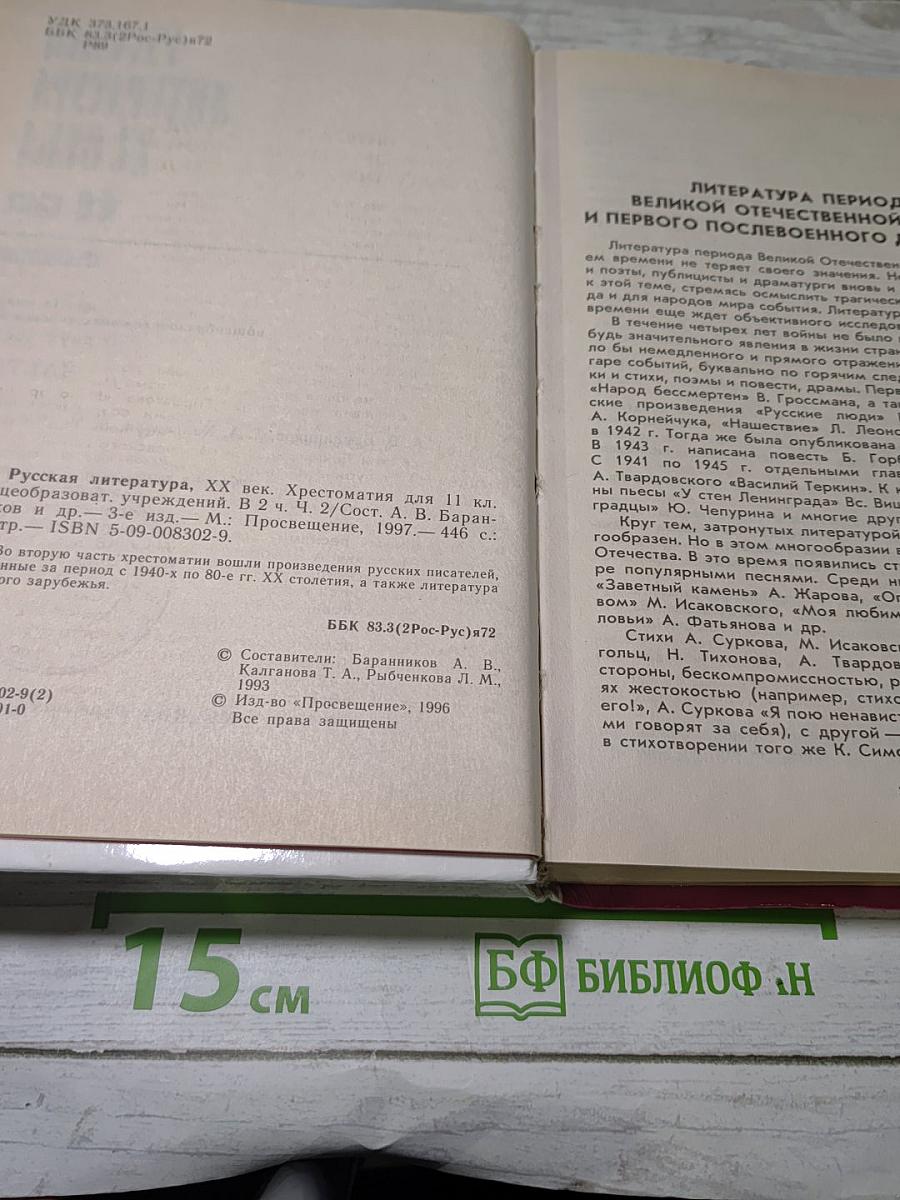 УДК 373.167.1
ББК 83.3(2Рос-Рус)я72
Р89
Русская литература, XX век. Хрестоматия для 11 кл.
щеобразоват. учреждений. В 2 ч. Ч. 2/Сост. А. В. Баран-
ков и др.— 3-е изд.— М.: Просвещение, 1997.— 446 с.:
тр.— ISBN 5-09-008302-9.
Во вторую часть хрестоматии вошли произведения русских писателей,
нные за период с 1940-х по 80-е гг. XX столетия, а также литература
ого зарубежья.
ББК 83.3(2Рос-Рус)я72
© Составители: Баранников А. В.,
Калганова Т. А., Рыбченкова Л. М.,
1993
02-9(2)
© Изд-во «Просвещение», 1996
01-0
Все права защищены
ЛИТЕРАТУРА ПЕРИОД
ВЕЛИКОЙ ОТЕЧЕСТВЕННОЙ
И ПЕРВОГО ПОСЛЕВОЕННОГО Д
Литература периода Великой Отечествен
ем времени не теряет своего значения. Но
и поэты, публицисты и драматурги вновь и
к этой теме, стремясь осмыслить трагическ
да и для народов мира события. Литератур
времени еще ждет объективного исследов
В течение четырех лет войны не было
будь значительного явления в жизни стран
ло бы немедленного и прямого отражени
гаре событий, буквально по горячим след
ки и стихи, поэмы и повести, драмы. Перв
«Народ бессмертен» В. Гроссмана, а так
ские произведения «Русские люди»
А. Корнейчука, «Нашествие» Л. Леоно
в 1942 г. Тогда же была опубликована
В 1943 г. написана повесть Б. Горб
С 1941 по 1945 г. отдельными глав
А. Твардовского «Василий Теркин». К
ны пьесы «У стен Ленинграда» Вс. Виш
градцы» Ю. Чепурина и многие друг
Круг тем, затронутых литературой
гообразен. Но в этом многообразии в
Отечества. В это время появились ст
ре популярными песнями. Среди ни
«Заветный камень» А. Жарова, «Ог
вом» М. Исаковского, «Моя любим
ловьи» А. Фатьянова и др.
Стихи А. Суркова, М. Исаковс
гольц, Н. Тихонова, А. Твардов
стороны, бескомпромиссностью, р
ях жестокостью (например, стихо
его!», А. Суркова «Я пою ненавист
ми говорят за себя), с другой —
в стихотворении того же К. Симо
15 см
БФ БИБЛИОФ Н